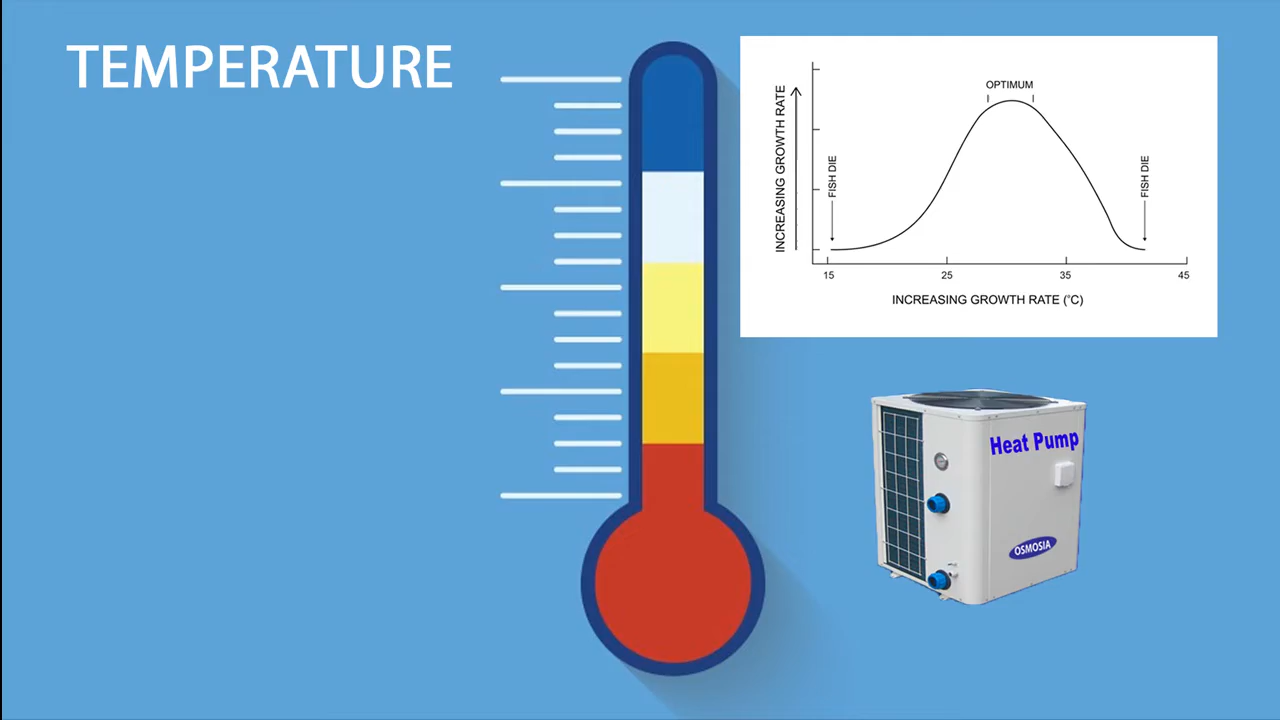 TEMPERATURE
OPTIMUM
INCREASING GROWTH RATE
FISH DIE
FISH DIE
15 25 35 45
INCREASING GROWTH RATE (°C)
Heat Pump
OSMOSIA